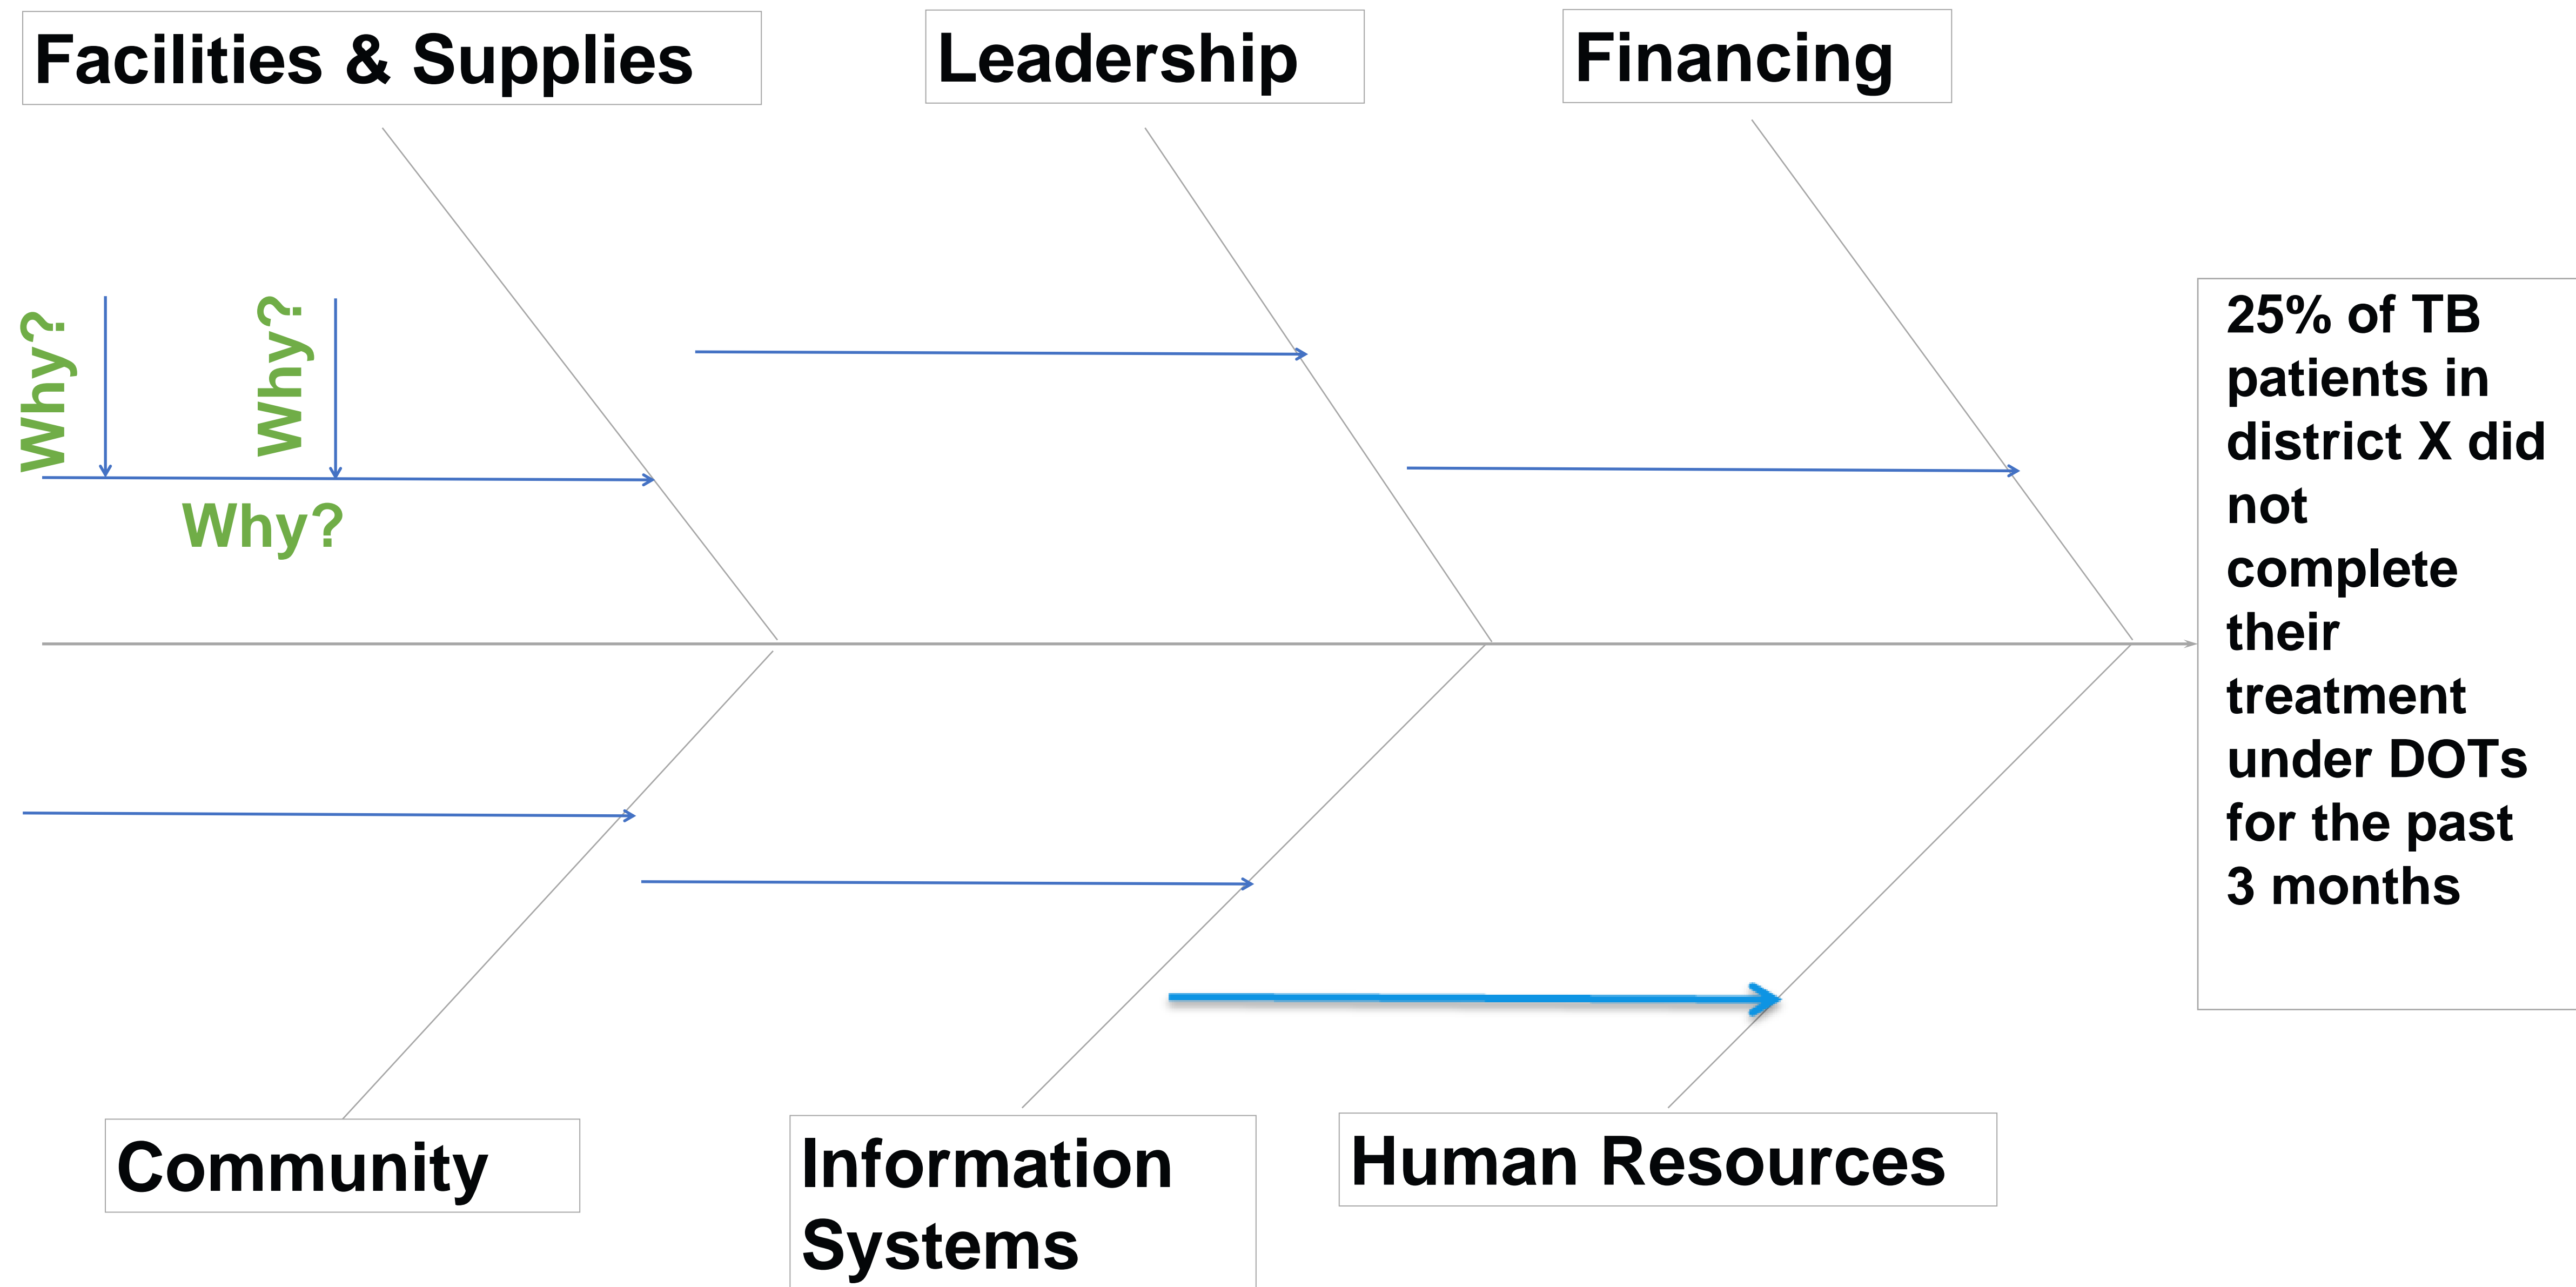 Facilities & Supplies
Leadership
Financing
Why?
Why?
Why?
25% of TB
patients in
district X did
not
complete
their
treatment
under DOTs
for the past
3 months
Community
Information
Systems
Human Resources